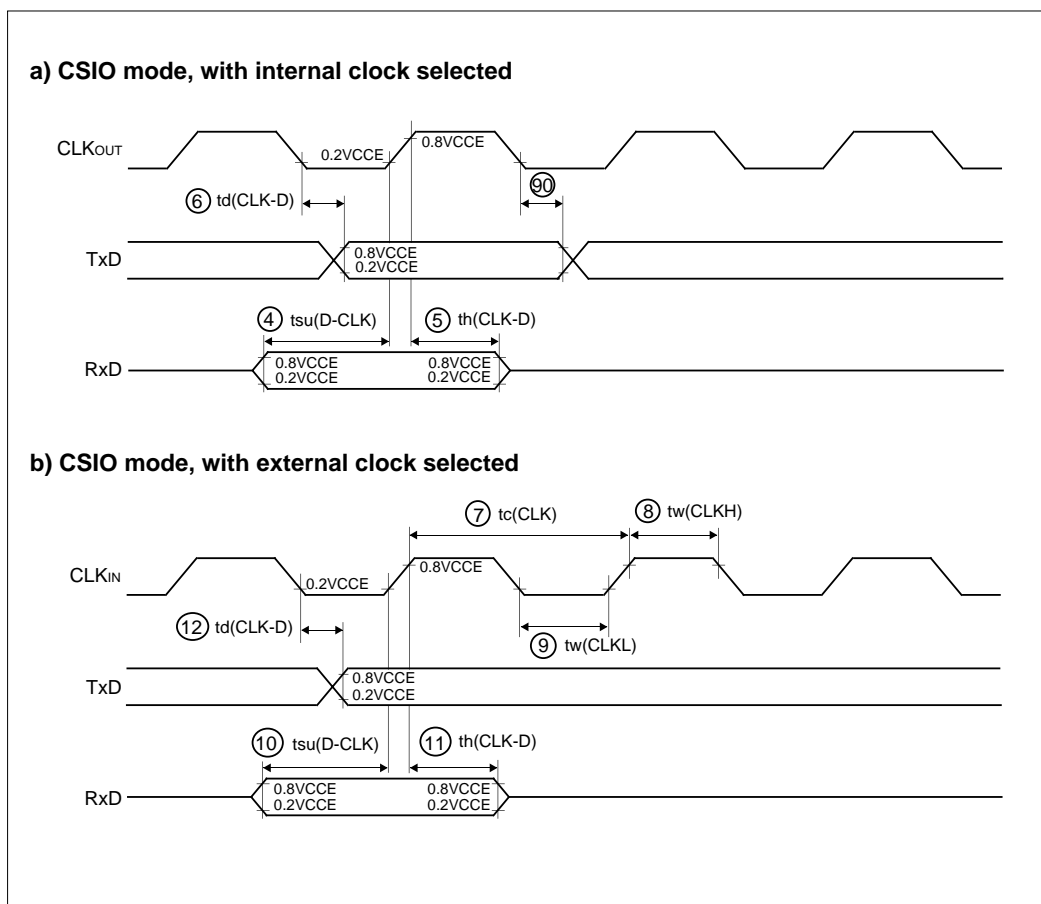 a) CSIO mode, with internal clock selected
CLKOUT
0.2VCCE
0.8VCCE
⑥ td(CLK-D)
90
TxD
0.8VCCE
0.2VCCE
④ tsu(D-CLK)
⑤ th(CLK-D)
RxD
0.8VCCE
0.2VCCE
0.8VCCE
0.2VCCE
b) CSIO mode, with external clock selected
⑦ tc(CLK)
⑧ tw(CLKH)
CLKIN
0.2VCCE
0.8VCCE
⑫ td(CLK-D)
⑨ tw(CLKL)
TxD
0.8VCCE
0.2VCCE
⑩ tsu(D-CLK)
⑪ th(CLK-D)
RxD
0.8VCCE
0.2VCCE
0.8VCCE
0.2VCCE